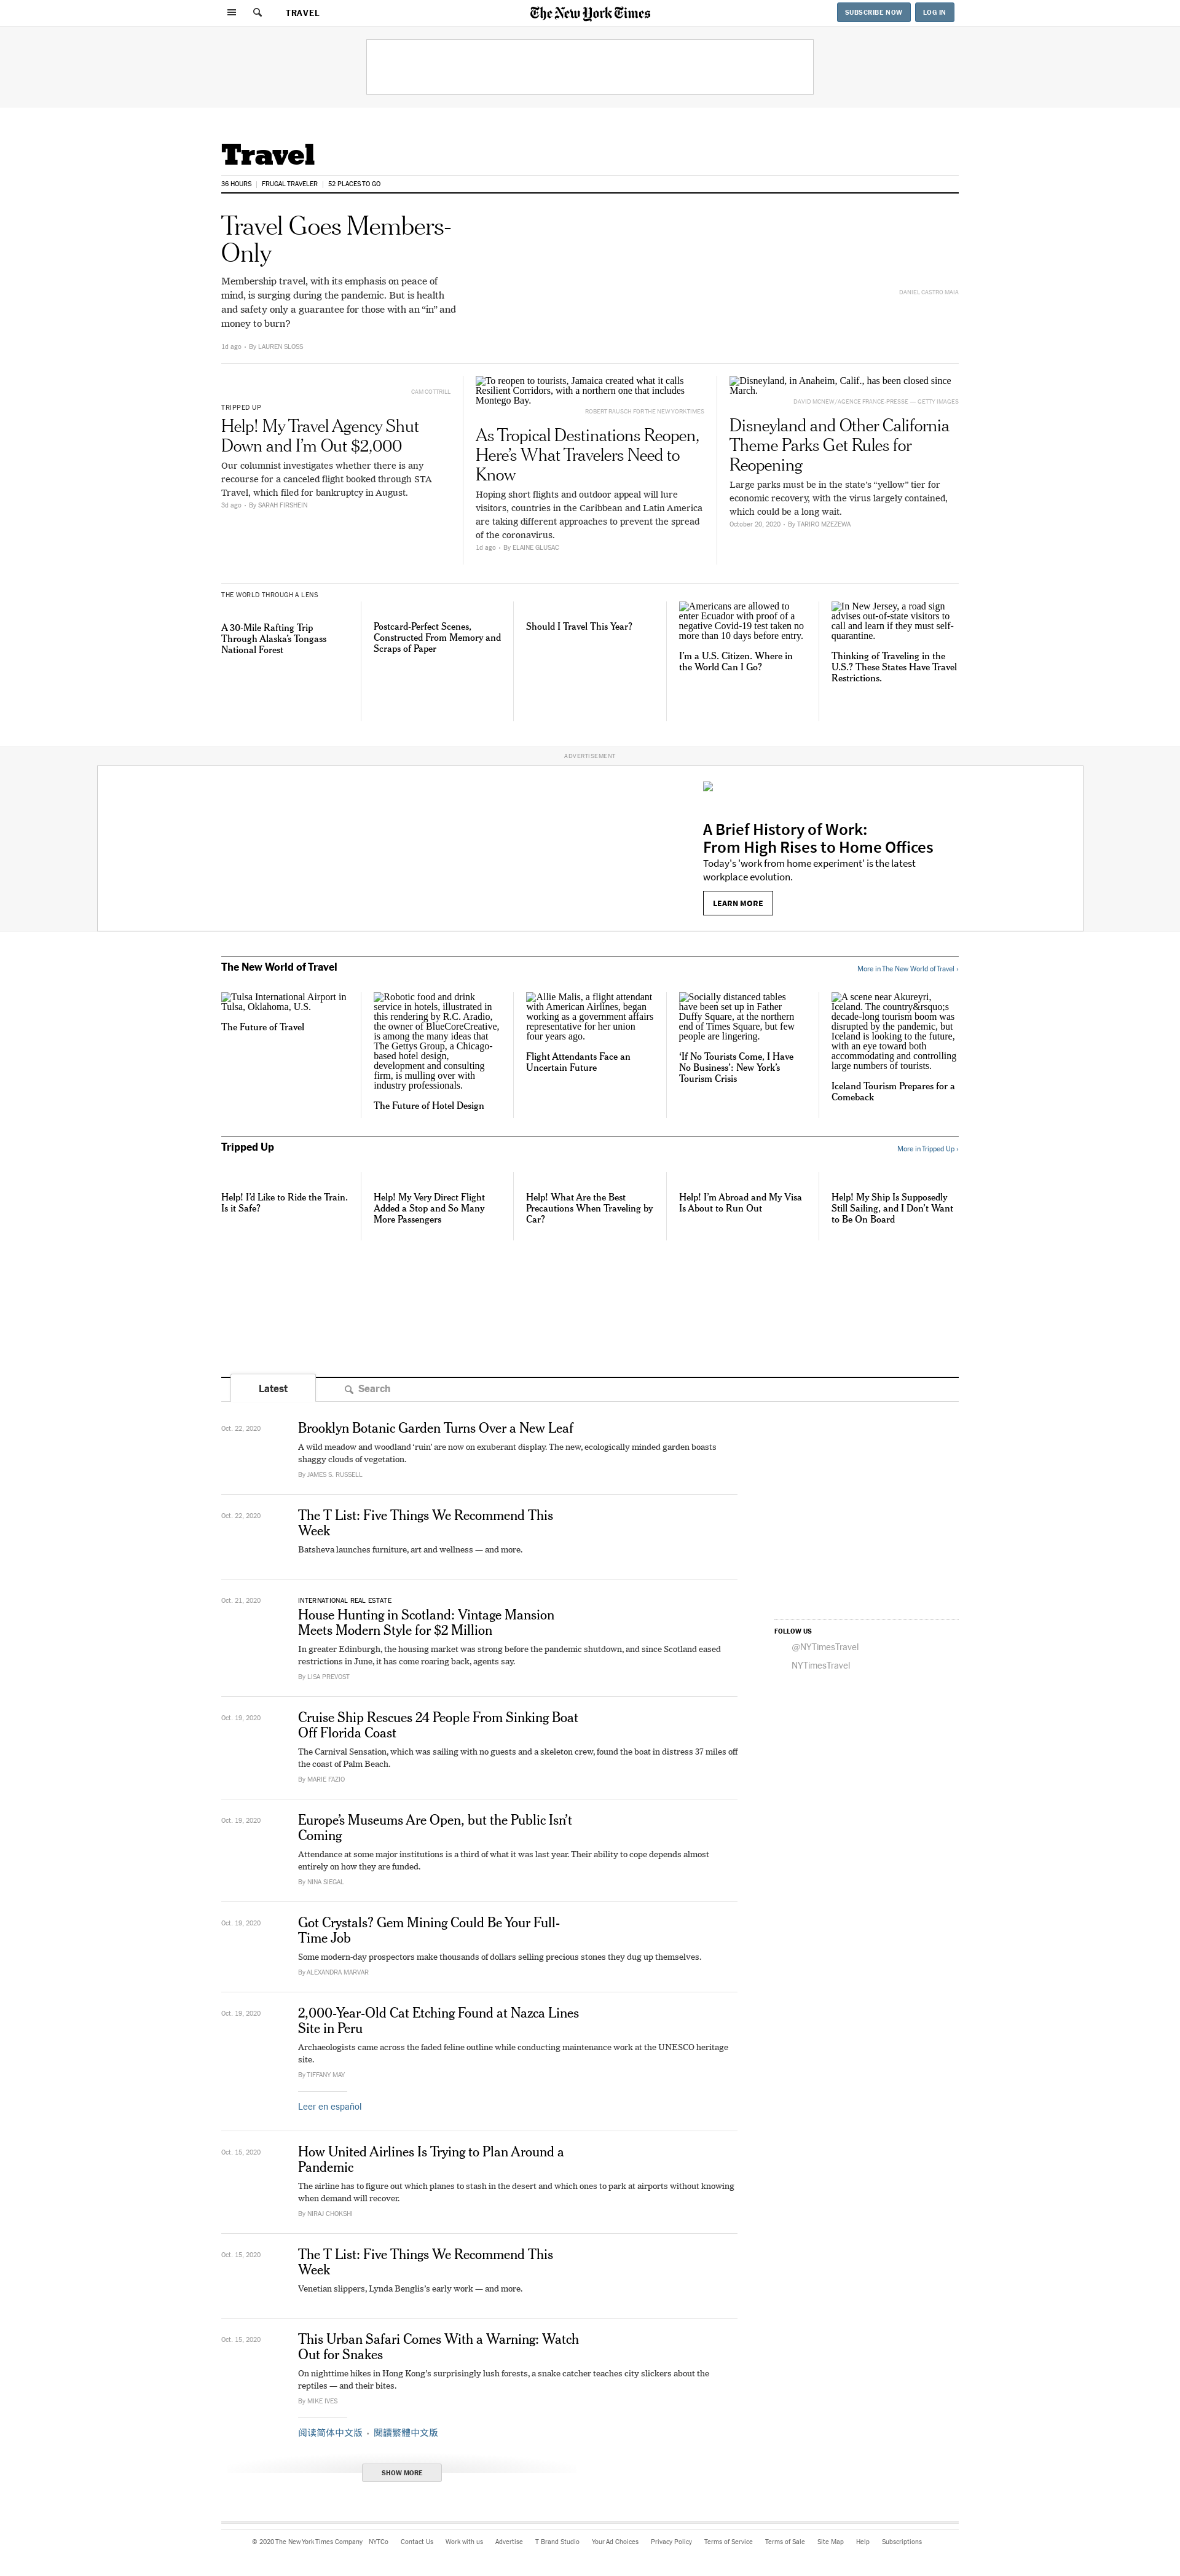 TRAVEL
The New York Times
SUBSCRIBE NOW
LOG IN
Travel
36 HOURS
FRUGAL TRAVELER
52 PLACES TO GO
Travel Goes Members-
Only
Membership travel, with its emphasis on peace of
mind, is surging during the pandemic. But is health
and safety only a guarantee for those with an “in” and
money to burn?
1d ago · By LAUREN SLOSS
DANIEL CASTRO MAIA
CAM COTTRILL
TRIPPED UP
Help! My Travel Agency Shut
Down and I’m Out $2,000
Our columnist investigates whether there is any
recourse for a canceled flight booked through STA
Travel, which filed for bankruptcy in August.
3d ago · By SARAH FIRSHEIN
To reopen to tourists, Jamaica created what it calls
Resilient Corridors, with a northern one that includes
Montego Bay.
ROBERT RAUSCH FOR THE NEW YORK TIMES
As Tropical Destinations Reopen,
Here’s What Travelers Need to
Know
Hoping short flights and outdoor appeal will lure
visitors, countries in the Caribbean and Latin America
are taking different approaches to prevent the spread
of the coronavirus.
1d ago · By ELAINE GLUSAC
Disneyland, in Anaheim, Calif., has been closed since
March.
DAVID MCNEW / AGENCE FRANCE-PRESSE — GETTY IMAGES
Disneyland and Other California
Theme Parks Get Rules for
Reopening
Large parks must be in the state’s “yellow” tier for
economic recovery, with the virus largely contained,
which could be a long wait.
October 20, 2020 · By TARIRO MZEZEWA
THE WORLD THROUGH A LENS
A 30-Mile Rafting Trip
Through Alaska’s Tongass
National Forest
Postcard-Perfect Scenes,
Constructed From Memory and
Scraps of Paper
Should I Travel This Year?
Americans are allowed to
enter Ecuador with proof of a
negative Covid-19 test taken no
more than 10 days before entry.
I’m a U.S. Citizen. Where in
the World Can I Go?
In New Jersey, a road sign
advises out-of-state visitors to
call and learn if they must self-
quarantine.
Thinking of Traveling in the
U.S.? These States Have Travel
Restrictions.
ADVERTISEMENT
A Brief History of Work:
From High Rises to Home Offices
Today's 'work from home experiment' is the latest
workplace evolution.
LEARN MORE
The New World of Travel
More in The New World of Travel ›
Tulsa International Airport in
Tulsa, Oklahoma, U.S.
The Future of Travel
Robotic food and drink
service in hotels, illustrated in
this rendering by R.C. Aradio,
the owner of BlueCoreCreative,
is among the many ideas that
The Gettys Group, a Chicago-
based hotel design,
development and consulting
firm, is mulling over with
industry professionals.
The Future of Hotel Design
Allie Malis, a flight attendant
with American Airlines, began
working as a government affairs
representative for her union
four years ago.
Flight Attendants Face an
Uncertain Future
Socially distanced tables
have been set up in Father
Duffy Square, at the northern
end of Times Square, but few
people are lingering.
‘If No Tourists Come, I Have
No Business’: New York’s
Tourism Crisis
A scene near Akureyri,
Iceland. The country&rsquo;s
decade-long tourism boom was
disrupted by the pandemic, but
Iceland is looking to the future,
with an eye toward both
accommodating and controlling
large numbers of tourists.
Iceland Tourism Prepares for a
Comeback
Tripped Up
More in Tripped Up ›
Help! I’d Like to Ride the Train.
Is it Safe?
Help! My Very Direct Flight
Added a Stop and So Many
More Passengers
Help! What Are the Best
Precautions When Traveling by
Car?
Help! I’m Abroad and My Visa
Is About to Run Out
Help! My Ship Is Supposedly
Still Sailing, and I Don’t Want
to Be On Board
Latest
Search
Oct. 22, 2020
Brooklyn Botanic Garden Turns Over a New Leaf
A wild meadow and woodland ‘ruin’ are now on exuberant display. The new, ecologically minded garden boasts
shaggy clouds of vegetation.
By JAMES S. RUSSELL
Oct. 22, 2020
The T List: Five Things We Recommend This
Week
Batsheva launches furniture, art and wellness — and more.
Oct. 21, 2020
INTERNATIONAL REAL ESTATE
House Hunting in Scotland: Vintage Mansion
Meets Modern Style for $2 Million
In greater Edinburgh, the housing market was strong before the pandemic shutdown, and since Scotland eased
restrictions in June, it has come roaring back, agents say.
By LISA PREVOST
FOLLOW US
@NYTimesTravel
NYTimesTravel
Oct. 19, 2020
Cruise Ship Rescues 24 People From Sinking Boat
Off Florida Coast
The Carnival Sensation, which was sailing with no guests and a skeleton crew, found the boat in distress 37 miles off
the coast of Palm Beach.
By MARIE FAZIO
Oct. 19, 2020
Europe’s Museums Are Open, but the Public Isn’t
Coming
Attendance at some major institutions is a third of what it was last year. Their ability to cope depends almost
entirely on how they are funded.
By NINA SIEGAL
Oct. 19, 2020
Got Crystals? Gem Mining Could Be Your Full-
Time Job
Some modern-day prospectors make thousands of dollars selling precious stones they dug up themselves.
By ALEXANDRA MARVAR
Oct. 19, 2020
2,000-Year-Old Cat Etching Found at Nazca Lines
Site in Peru
Archaeologists came across the faded feline outline while conducting maintenance work at the UNESCO heritage
site.
By TIFFANY MAY
Leer en español
Oct. 15, 2020
How United Airlines Is Trying to Plan Around a
Pandemic
The airline has to figure out which planes to stash in the desert and which ones to park at airports without knowing
when demand will recover.
By NIRAJ CHOKSHI
Oct. 15, 2020
The T List: Five Things We Recommend This
Week
Venetian slippers, Lynda Benglis’s early work — and more.
Oct. 15, 2020
This Urban Safari Comes With a Warning: Watch
Out for Snakes
On nighttime hikes in Hong Kong’s surprisingly lush forests, a snake catcher teaches city slickers about the
reptiles — and their bites.
By MIKE IVES
阅读简体中文版 · 閱讀繁體中文版
SHOW MORE
© 2020 The New York Times Company NYTCo Contact Us Work with us Advertise T Brand Studio Your Ad Choices Privacy Policy Terms of Service Terms of Sale Site Map Help Subscriptions